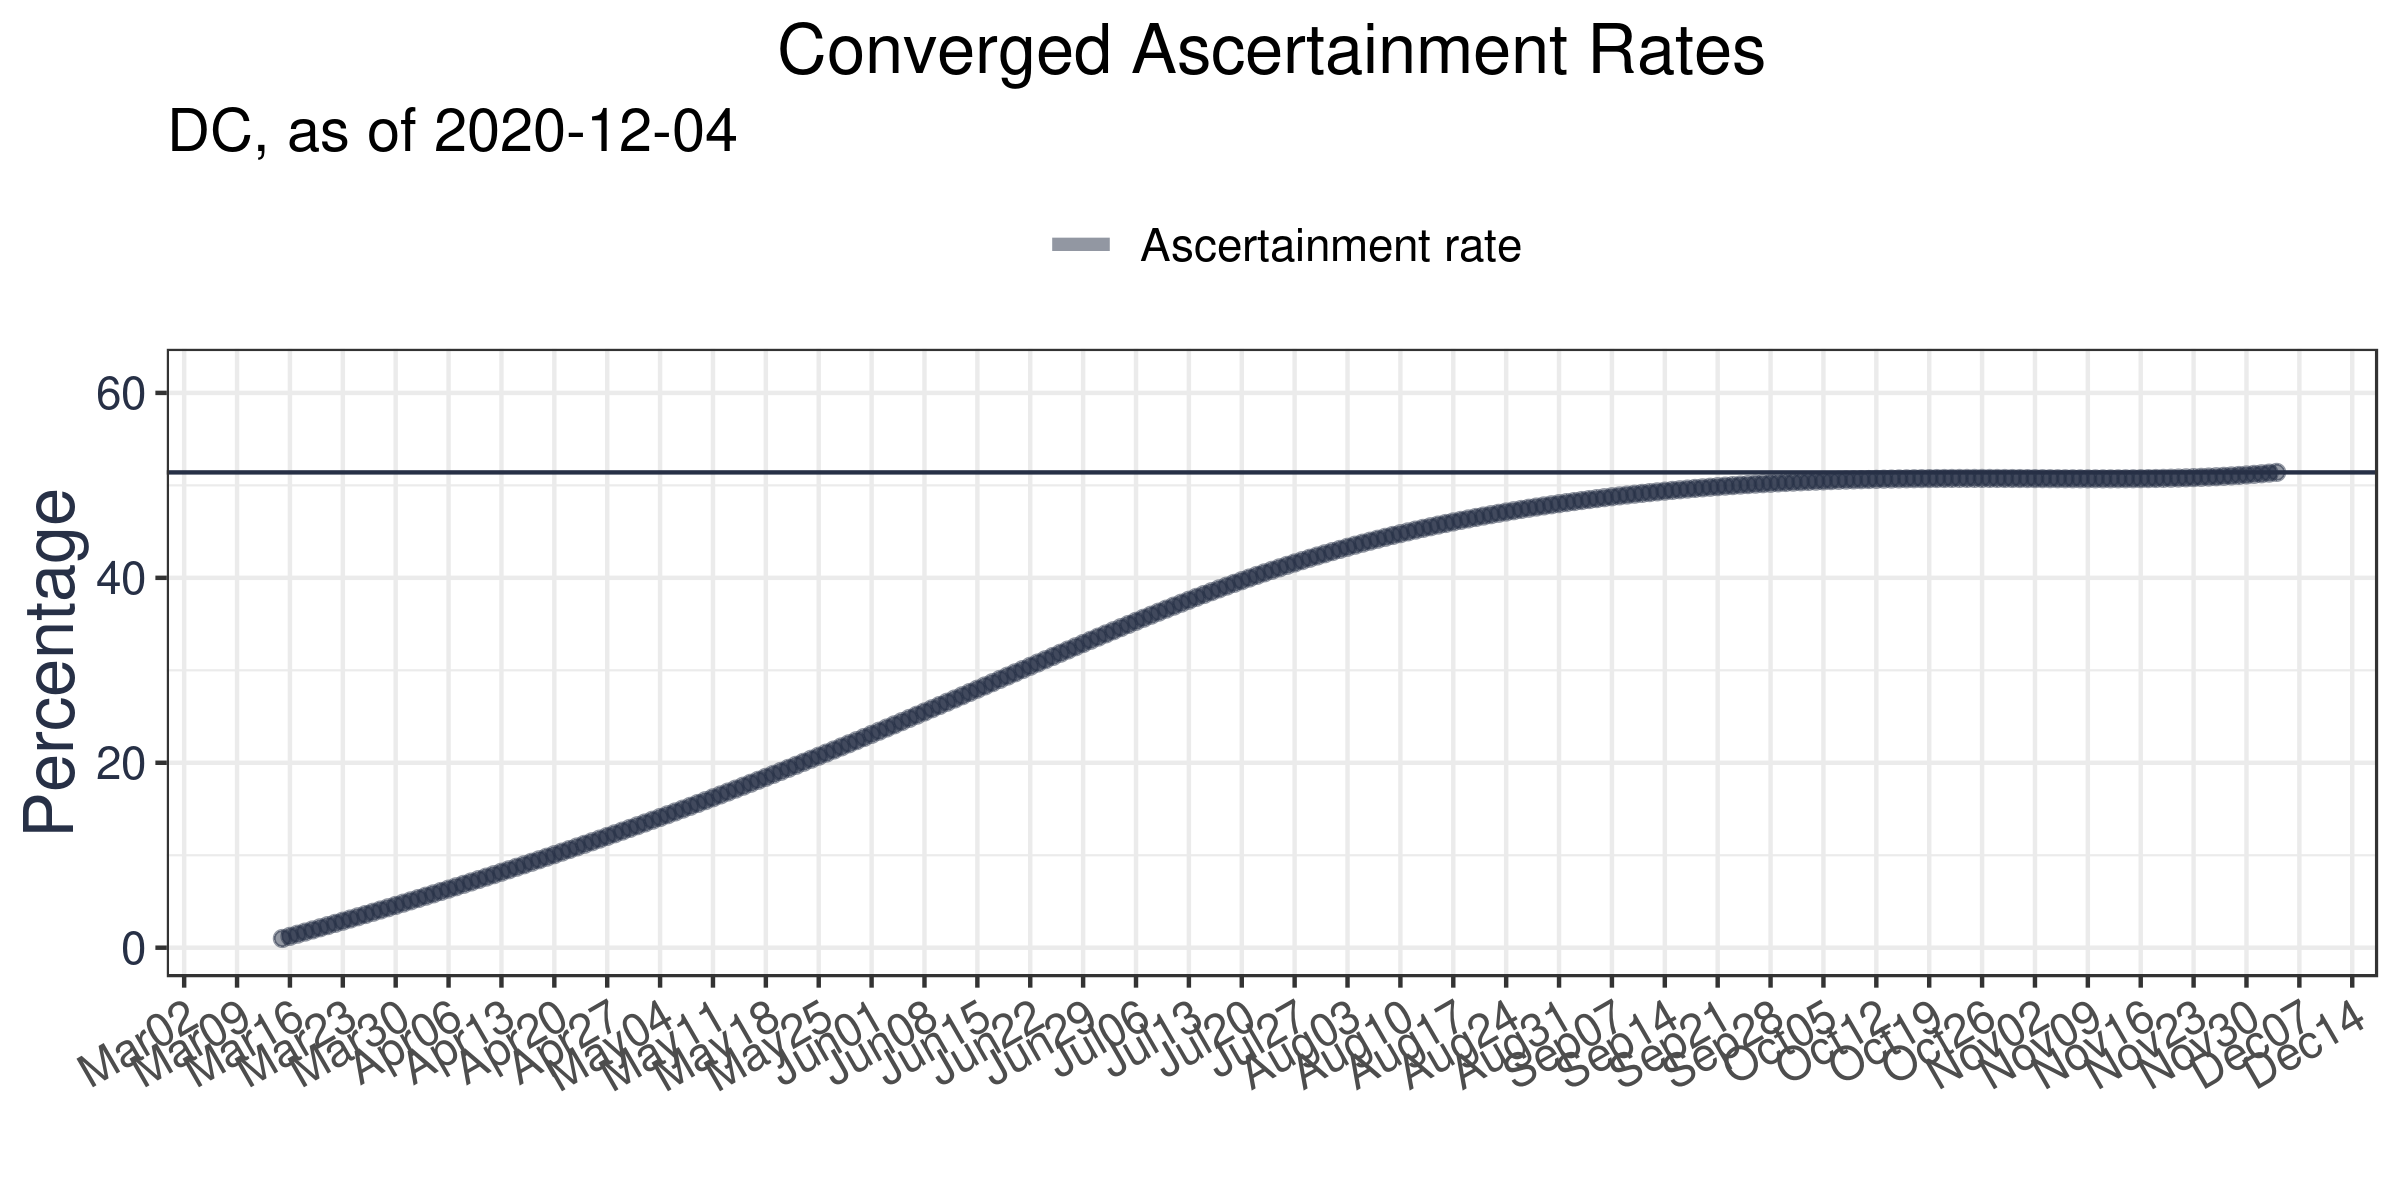 Converged Ascertainment Rates
DC, as of 2020-12-04
Ascertainment rate
Percentage
60
40
20
0
Mar02
Mar09
Mar16
Mar23
Mar30
Apr06
Apr13
Apr20
Apr27
May04
May11
May18
May25
Jun01
Jun08
Jun15
Jun22
Jun29
Jul06
Jul13
Jul20
Jul27
Aug03
Aug10
Aug17
Aug24
Aug31
Sep07
Sep14
Sep21
Sep28
Oct05
Oct12
Oct19
Oct26
Nov02
Nov09
Nov16
Nov23
Nov30
Dec07
Dec14